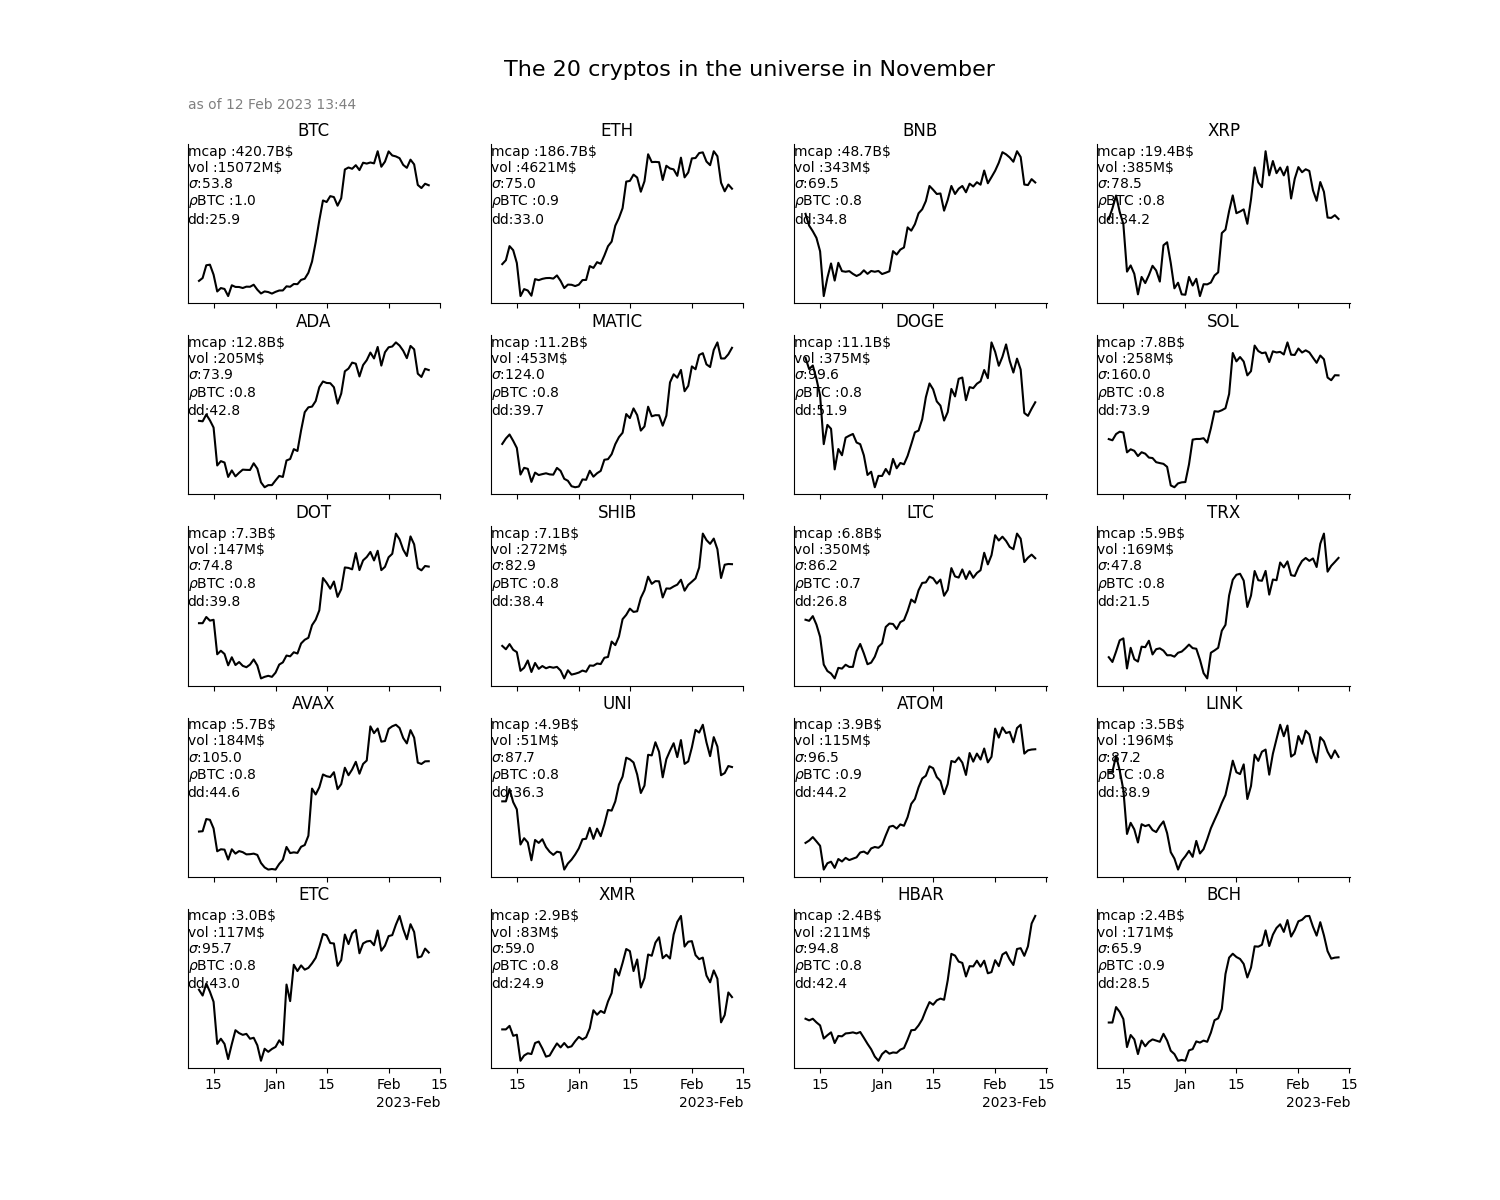 The 20 cryptos in the universe in November
as of 12 Feb 2023 13:44
BTC
mcap :420.7B$
vol :15072M$
σ:53.8
ρBTC :1.0
dd:25.9
ETH
mcap :186.7B$
vol :4621M$
σ:75.0
ρBTC :0.9
dd:33.0
BNB
mcap :48.7B$
vol :343M$
σ:69.5
ρBTC :0.8
dd:34.8
XRP
mcap :19.4B$
vol :385M$
σ:78.5
ρBTC :0.8
dd:34.2
ADA
mcap :12.8B$
vol :205M$
σ:73.9
ρBTC :0.8
dd:42.8
MATIC
mcap :11.2B$
vol :453M$
σ:124.0
ρBTC :0.8
dd:39.7
DOGE
mcap :11.1B$
vol :375M$
σ:99.6
ρBTC :0.8
dd:51.9
SOL
mcap :7.8B$
vol :258M$
σ:160.0
ρBTC :0.8
dd:73.9
DOT
mcap :7.3B$
vol :147M$
σ:74.8
ρBTC :0.8
dd:39.8
SHIB
mcap :7.1B$
vol :272M$
σ:82.9
ρBTC :0.8
dd:38.4
LTC
mcap :6.8B$
vol :350M$
σ:86.2
ρBTC :0.7
dd:26.8
TRX
mcap :5.9B$
vol :169M$
σ:47.8
ρBTC :0.8
dd:21.5
AVAX
mcap :5.7B$
vol :184M$
σ:105.0
ρBTC :0.8
dd:44.6
UNI
mcap :4.9B$
vol :51M$
σ:87.7
ρBTC :0.8
dd:36.3
ATOM
mcap :3.9B$
vol :115M$
σ:96.5
ρBTC :0.9
dd:44.2
LINK
mcap :3.5B$
vol :196M$
σ:87.2
ρBTC :0.8
dd:38.9
ETC
mcap :3.0B$
vol :117M$
σ:95.7
ρBTC :0.8
dd:43.0
XMR
mcap :2.9B$
vol :83M$
σ:59.0
ρBTC :0.8
dd:24.9
HBAR
mcap :2.4B$
vol :211M$
σ:94.8
ρBTC :0.8
dd:42.4
BCH
mcap :2.4B$
vol :171M$
σ:65.9
ρBTC :0.9
dd:28.5
15 Jan 15 Feb 15
2023-Feb
15 Jan 15 Feb 15
2023-Feb
15 Jan 15 Feb 15
2023-Feb
15 Jan 15 Feb 15
2023-Feb